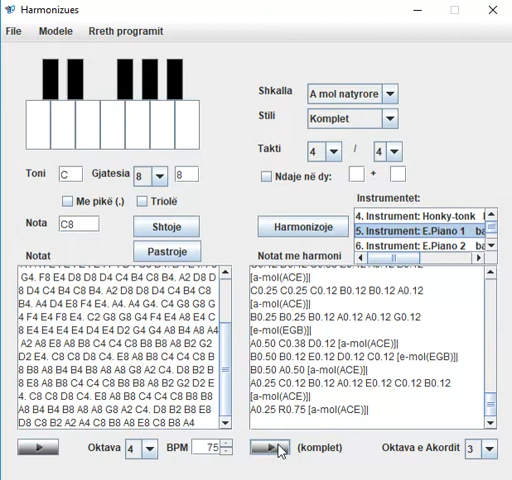 Harmonizues
File Modele Rreth programit
Shkalla A mol natyrore
Stili Komplet
Takti 4 / 4
Toni C Gjatesia 8 8
Ndaje në dy: +
Me pikë (.) Triolë
Instrumentet:
4. Instrument: Honky-tonk
5. Instrument: E.Piano 1 ba
6. Instrument: E.Piano 2 ba
Nota C8 Shtoje
Harmonizoje
Pastroje
Notat
G4. F8 E4 D8 D8 D4 C4 B4 C8 B4. A2 D8 D
8 D4 C4 B4 C8 B4. A2 D8 D8 D4 C4 B4 C8
B4. A4 D4 E8 F4 E4. A4. A4 G4. C4 G8 G8 G
4 F4 E4 F8 E4. C2 G8 G8 G4 F4 E4 A8 E4 C
8 E4 E4 E4 E4 D4 E4 D2 G4 G4 A8 B4 A8 A4
A2 A8 E8 A8 B8 C4 C4 C8 B8 B8 A8 B2 G2
D2 E4. C8 C8 D8 C4. E8 A8 B8 C4 C4 C8 B
8 B8 A8 B4 B4 B8 A8 A8 G8 A2 C4. D8 B2 B
8 E8 A8 B8 C4 C4 C8 B8 B8 A8 B2 G2 D2 E
4. C8 C8 D8 C4. E8 A8 B8 C4 C4 C8 B8 B8
A8 B4 B4 B8 A8 A8 G8 A2 C4. D8 B2 B8 E8
D8 C8 B2 A2 A4 C8 B8 A8 E8 C8 B8 A4
Notat me harmoni
[a-mol(ACE)]|
C0.25 C0.25 C0.12 B0.12 B0.12 A0.12
[a-mol(ACE)]|
B0.25 B0.25 B0.12 A0.12 A0.12 G0.12
[e-mol(EGB)]|
A0.50 C0.38 D0.12 [a-mol(ACE)]|
B0.50 B0.12 E0.12 D0.12 C0.12 [e-mol(EGB)]|
B0.50 A0.50 [a-mol(ACE)]|
A0.25 C0.12 B0.12 A0.12 E0.12 C0.12 B0.12
[a-mol(ACE)]|
A0.25 R0.75 [a-mol(ACE)]|
Oktava 4 BPM 75 (komplet) Oktava e Akordit 3